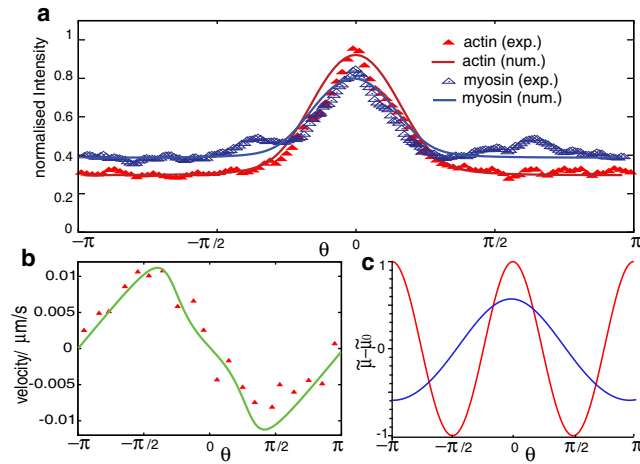 a
normalised Intensity
1
0.8
0.6
0.4
0.2
0
actin (exp.)
actin (num.)
myosin (exp.)
myosin (num.)
−π
−π/2
θ
0
π/2
π
b
velocity/ μm/s
0.01
0.005
0
-0.005
-0.01
−π
−π/2
0
θ
π/2
π
c
μ̃−μ̃₀
1
0
-1
−π
−π/2
0
θ
π/2
π